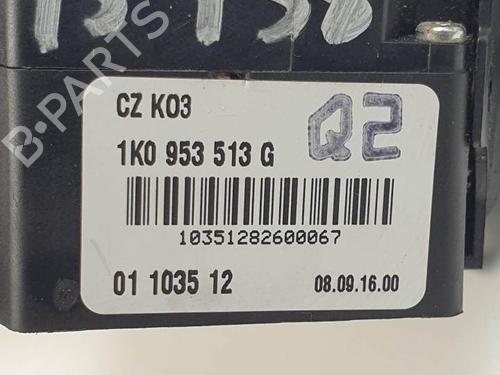 B-PARTS
CZ K03
Q2
1K0 953 513 G
10351282600067
01 1035 12
08.09.16.00